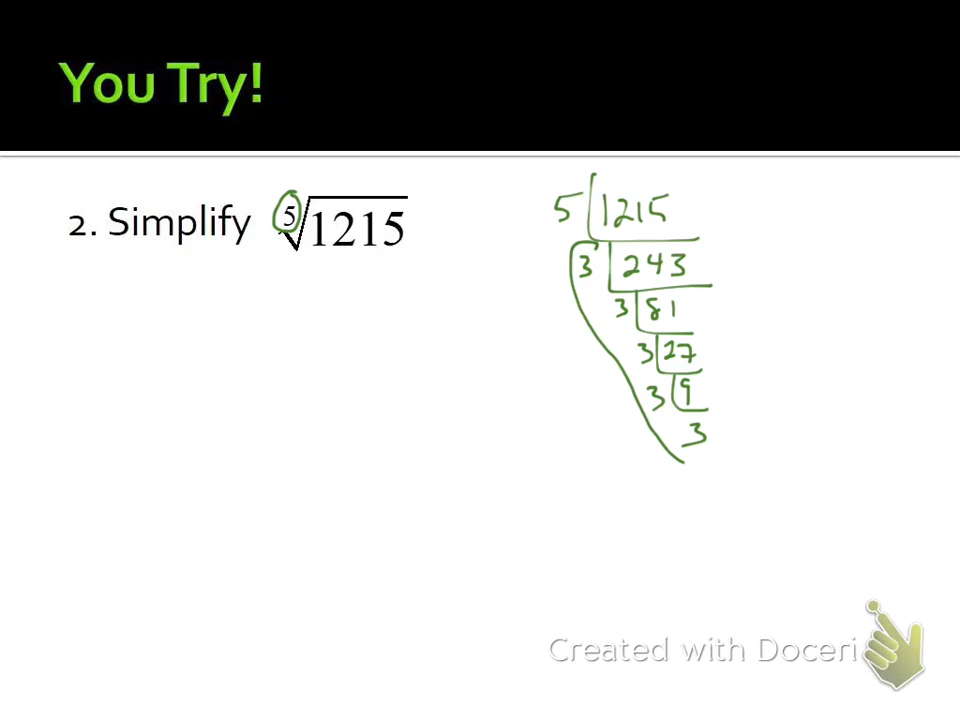 You Try!
2. Simplify ⁵√1215
5 1215
3 243
3 81
3 27
3 9
3
Created with Doceri